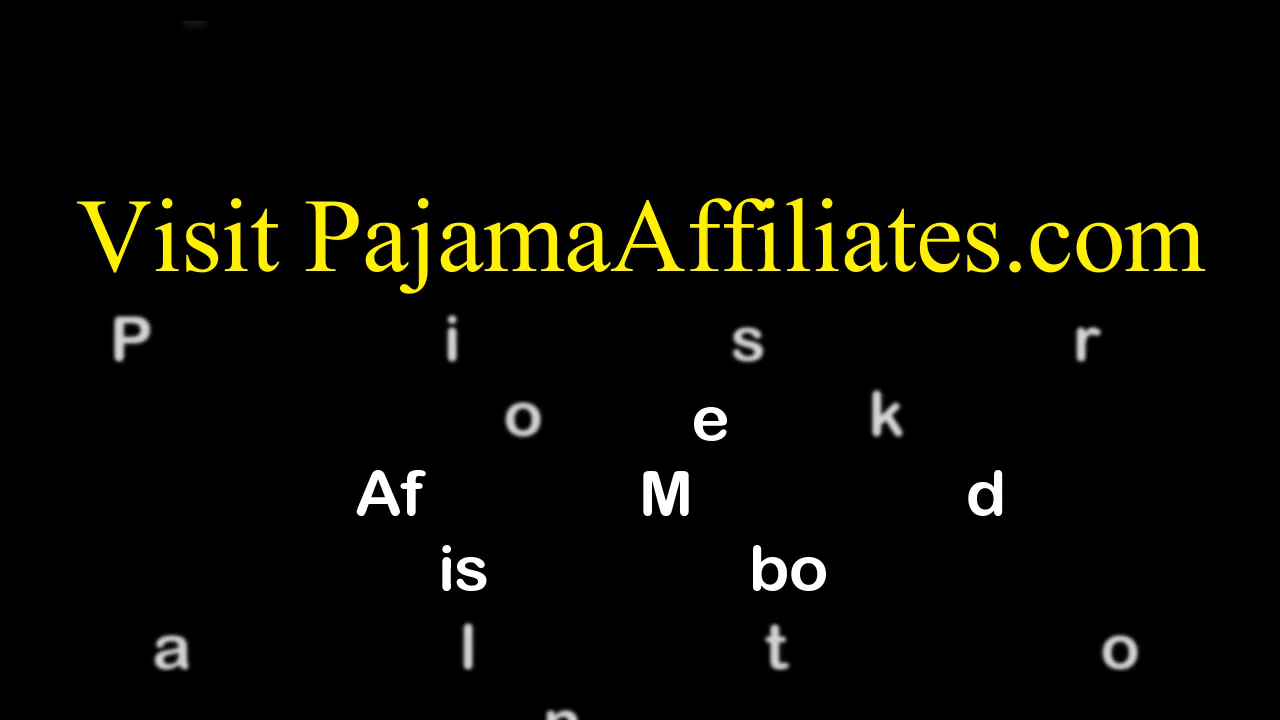 Visit PajamaAffiliates.com
P i s r
o e k
Af M d
is bo
a l t o
n